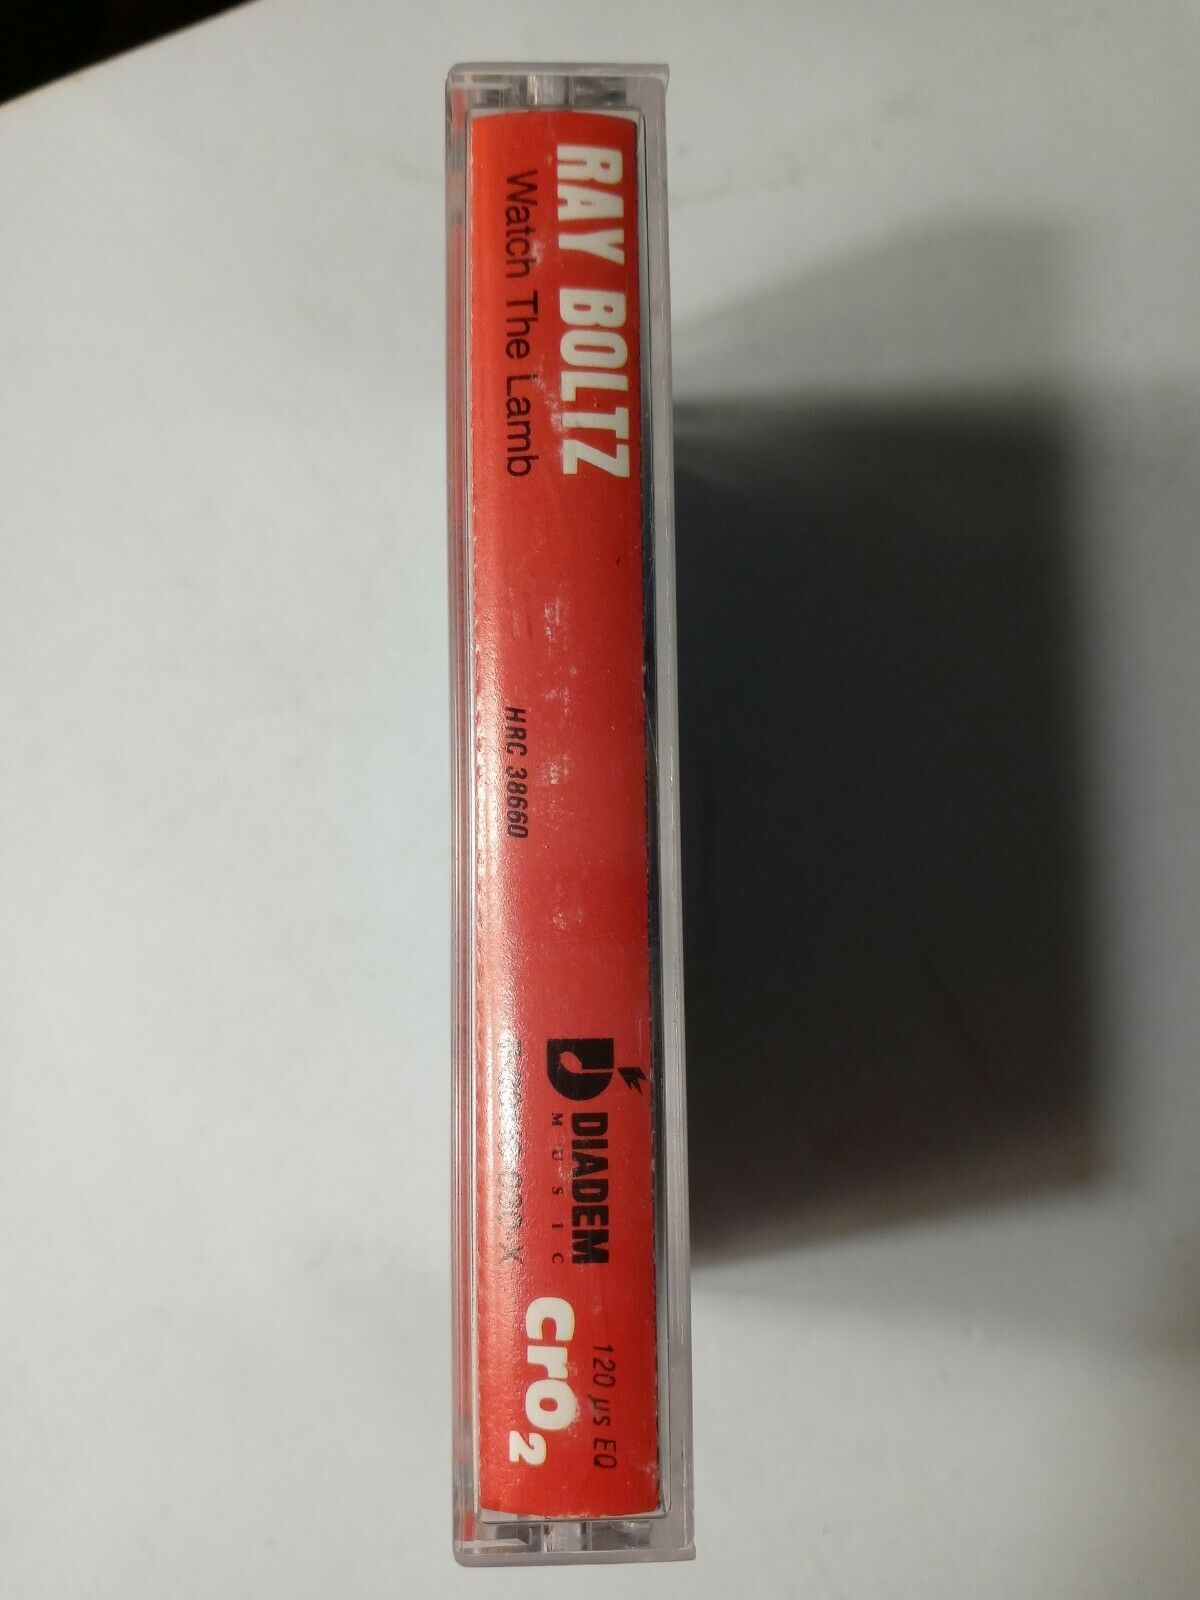 RAY BOLTZ
Watch The Lamb
HRC 38660
DIADEM
MUSIC
120 µs EQ
CrO2